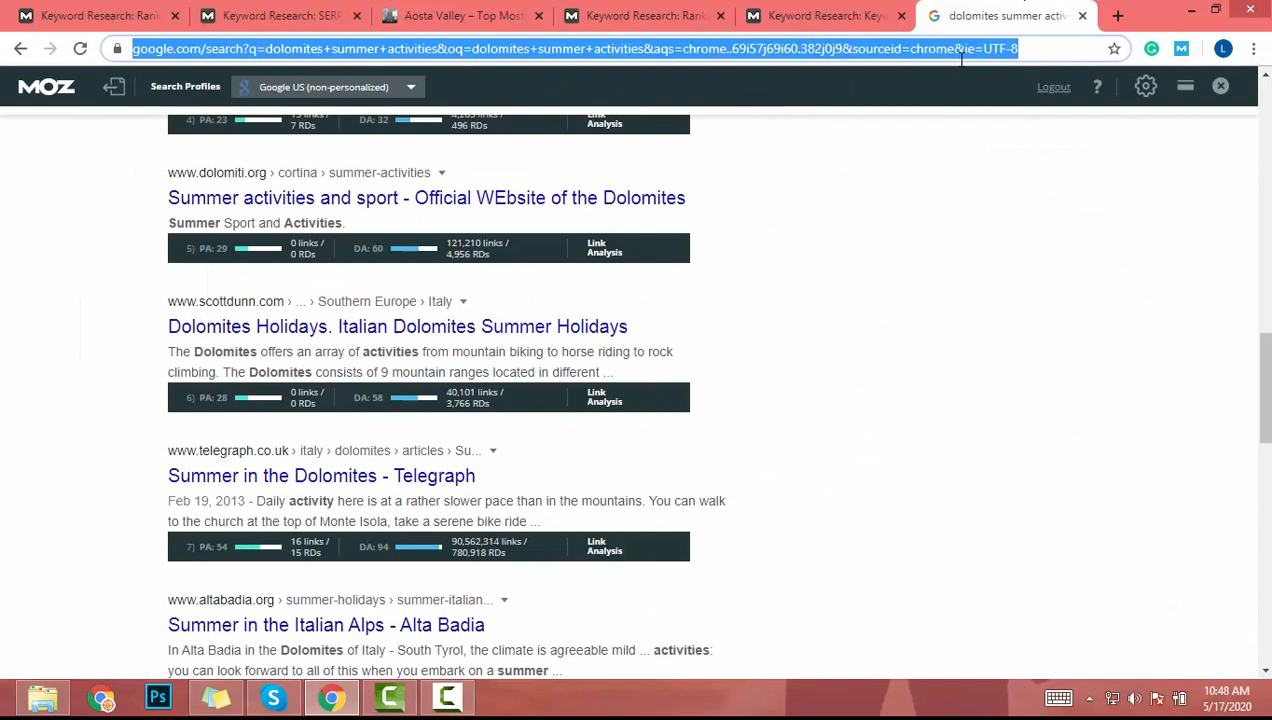 Keyword Research: Rank
Keyword Research: SERP
Aosta Valley – Top Most
Keyword Research: Rank
Keyword Research: Key
dolomites summer activ
google.com/search?q=dolomites+summer+activities&oq=dolomites+summer+activities&aqs=chrome..69i57j69i60.382j0j9&sourceid=chrome&ie=UTF-8
L
MOZ
Search Profiles
Google US (non-personalized)
Logout
?
4) PA: 23
7 RDs
DA: 32
496 RDs
Link
Analysis
www.dolomiti.org › cortina › summer-activities
Summer activities and sport - Official WEbsite of the Dolomites
Summer Sport and Activities.
5) PA: 29
0 links /
0 RDs
DA: 60
121,210 links /
4,956 RDs
Link
Analysis
www.scottdunn.com › ... › Southern Europe › Italy
Dolomites Holidays. Italian Dolomites Summer Holidays
The Dolomites offers an array of activities from mountain biking to horse riding to rock
climbing. The Dolomites consists of 9 mountain ranges located in different ...
6) PA: 28
0 links /
0 RDs
DA: 58
40,101 links /
3,766 RDs
Link
Analysis
www.telegraph.co.uk › italy › dolomites › articles › Su...
Summer in the Dolomites - Telegraph
Feb 19, 2013 - Daily activity here is at a rather slower pace than in the mountains. You can walk
to the church at the top of Monte Isola, take a serene bike ride ...
7) PA: 54
16 links /
15 RDs
DA: 94
90,562,314 links /
780,918 RDs
Link
Analysis
www.altabadia.org › summer-holidays › summer-italian...
Summer in the Italian Alps - Alta Badia
In Alta Badia the Dolomites of Italy - South Tyrol, the climate is agreeable mild ... activities:
you can look forward to all of this when you embark on a summer ...
Ps
10:48 AM
5/17/2020